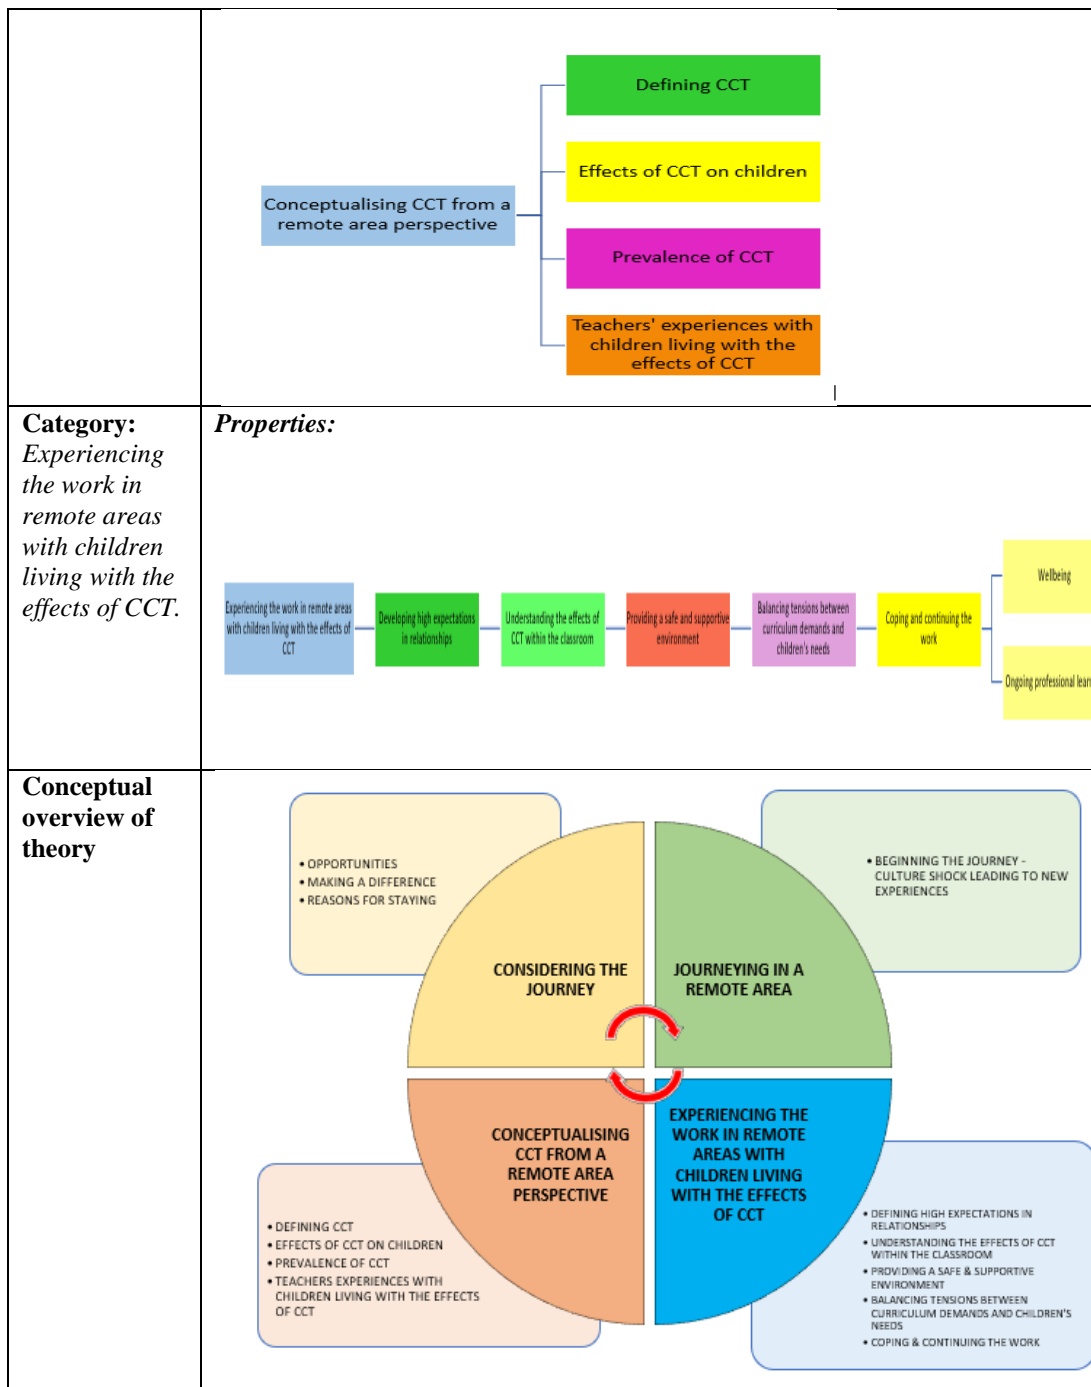 Defining CCT
Effects of CCT on children
Conceptualising CCT from a
remote area perspective
Prevalence of CCT
Teachers' experiences with
children living with the
effects of CCT
Category:
Experiencing
the work in
remote areas
with children
living with the
effects of CCT.
Properties:
Experiencing the work in remote areas
with children living with the effects of
CCT
Developing high expectations
in relationships
Understanding the effects of
CCT within the classroom
Providing a safe and supportive
environment
Balancing tensions between
curriculum demands and
children's needs
Coping and continuing the
work
Wellbeing
Ongoing professional learn
Conceptual
overview of
theory
• OPPORTUNITIES
• MAKING A DIFFERENCE
• REASONS FOR STAYING
• BEGINNING THE JOURNEY -
CULTURE SHOCK LEADING TO NEW
EXPERIENCES
CONSIDERING THE
JOURNEY
JOURNEYING IN A
REMOTE AREA
CONCEPTUALISING
CCT FROM A
REMOTE AREA
PERSPECTIVE
EXPERIENCING THE
WORK IN REMOTE
AREAS WITH
CHILDREN LIVING
WITH THE EFFECTS
OF CCT
• DEFINING CCT
• EFFECTS OF CCT ON CHILDREN
• PREVALENCE OF CCT
• TEACHERS EXPERIENCES WITH
CHILDREN LIVING WITH THE EFFECTS
OF CCT
• DEFINING HIGH EXPECTATIONS IN
RELATIONSHIPS
• UNDERSTANDING THE EFFECTS OF CCT
WITHIN THE CLASSROOM
• PROVIDING A SAFE & SUPPORTIVE
ENVIRONMENT
• BALANCING TENSIONS BETWEEN
CURRICULUM DEMANDS AND CHILDREN'S
NEEDS
• COPING & CONTINUING THE WORK